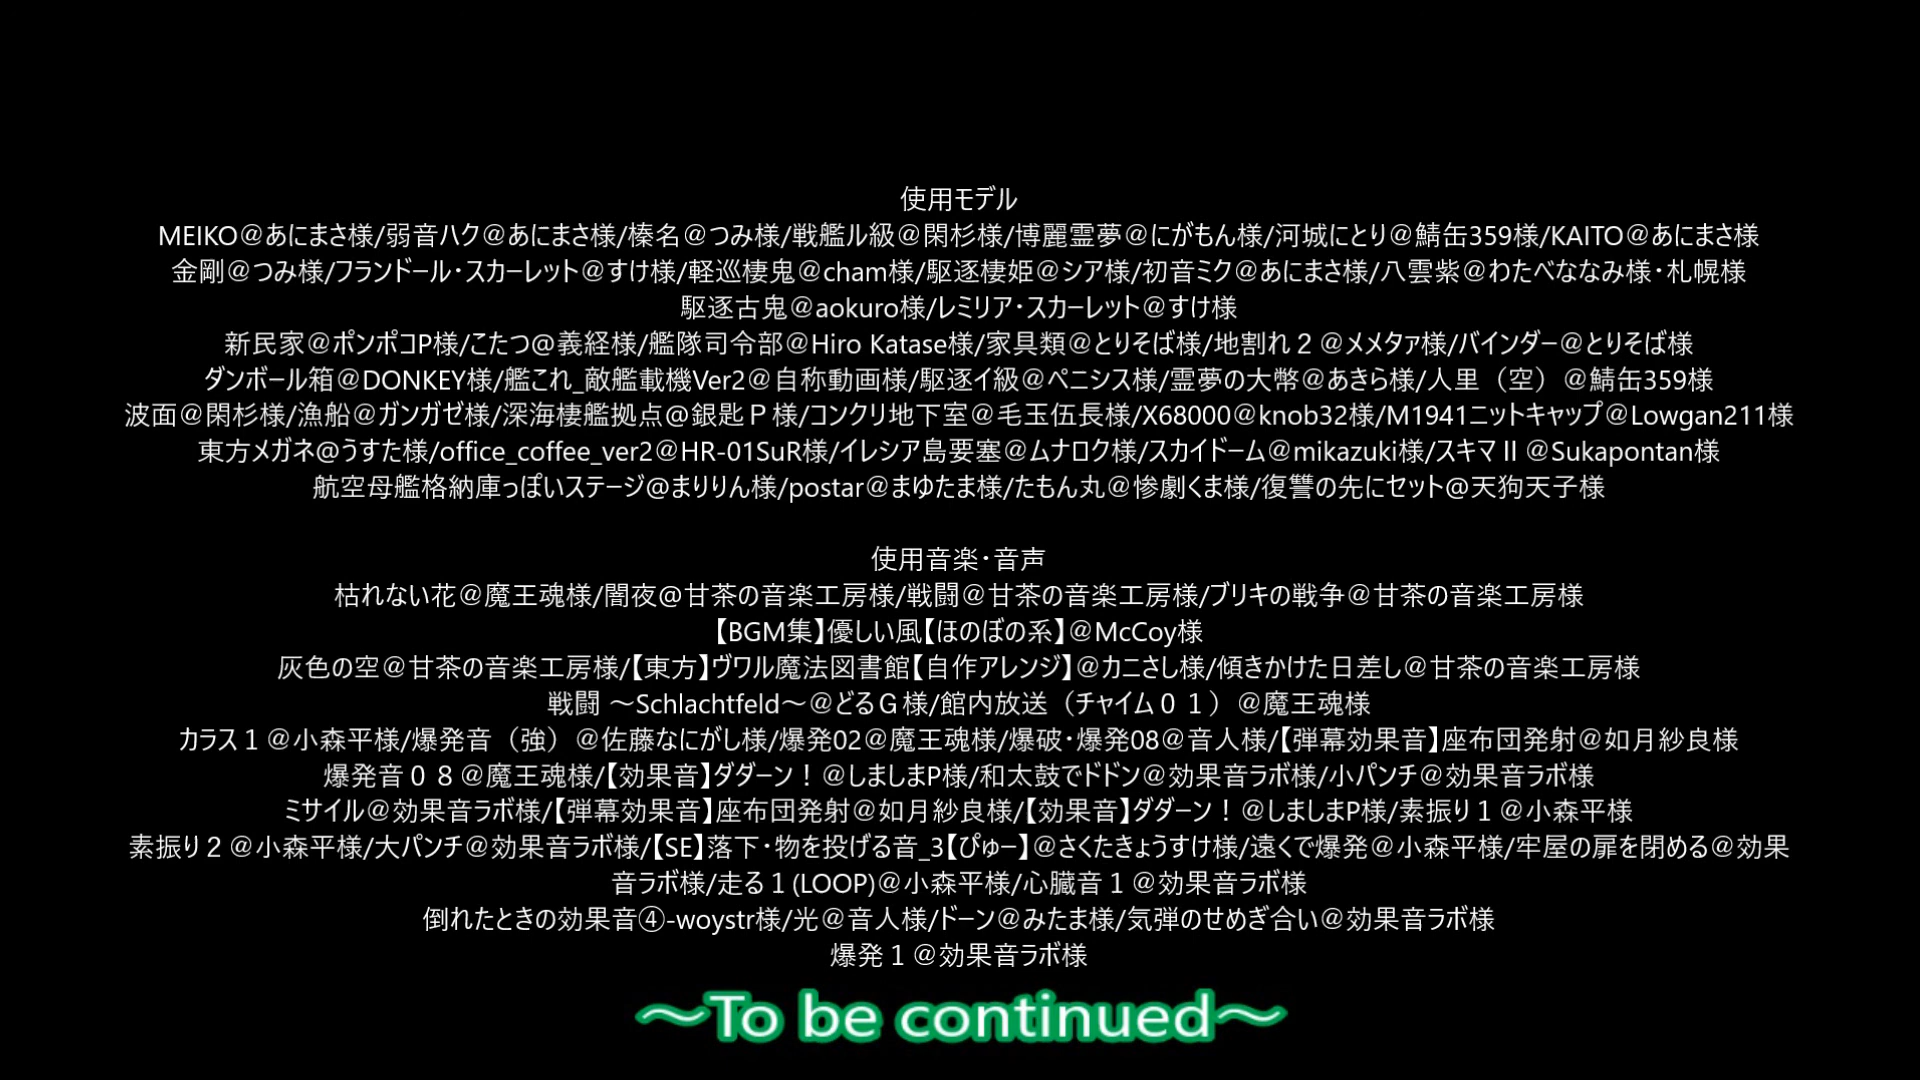 使用モデル
MEIKO＠あにまさ様/弱音ハク＠あにまさ様/榛名＠つみ様/戦艦ル級＠閑杉様/博麗霊夢＠にがもん様/河城にとり＠鯖缶359様/KAITO＠あにまさ様
金剛＠つみ様/フランドール・スカーレット＠すけ様/軽巡棲鬼＠cham様/駆逐棲姫＠シア様/初音ミク＠あにまさ様/八雲紫＠わたべななみ様・札幌様
駆逐古鬼＠aokuro様/レミリア・スカーレット＠すけ様
新民家＠ポンポコP様/こたつ@義経様/艦隊司令部＠Hiro Katase様/家具類＠とりそば様/地割れ２＠メメタァ様/バインダー＠とりそば様
ダンボール箱＠DONKEY様/艦これ_敵艦載機Ver2＠自称動画様/駆逐イ級＠ペニシス様/霊夢の大幣＠あきら様/人里（空）＠鯖缶359様
波面＠閑杉様/漁船＠ガンガゼ様/深海棲艦拠点@銀匙Ｐ様/コンクリ地下室＠毛玉伍長様/X68000＠knob32様/M1941ニットキャップ＠Lowgan211様
東方メガネ@うすた様/office_coffee_ver2＠HR-01SuR様/イレシア島要塞＠ムナロク様/スカイドーム＠mikazuki様/スキマⅡ＠Sukapontan様
航空母艦格納庫っぽいステージ@まりりん様/postar＠まゆたま様/たもん丸＠惨劇くま様/復讐の先にセット@天狗天子様
使用音楽・音声
枯れない花＠魔王魂様/闇夜@甘茶の音楽工房様/戦闘＠甘茶の音楽工房様/ブリキの戦争＠甘茶の音楽工房様
【BGM集】優しい風【ほのぼの系】＠McCoy様
灰色の空＠甘茶の音楽工房様/【東方】ヴワル魔法図書館【自作アレンジ】＠カニさし様/傾きかけた日差し＠甘茶の音楽工房様
戦闘 ～Schlachtfeld～＠どるＧ様/館内放送（チャイム０１）＠魔王魂様
カラス１＠小森平様/爆発音（強）＠佐藤なにがし様/爆発02＠魔王魂様/爆破・爆発08＠音人様/【弾幕効果音】座布団発射＠如月紗良様
爆発音０８＠魔王魂様/【効果音】ダダーン！＠しましまP様/和太鼓でドドン＠効果音ラボ様/小パンチ＠効果音ラボ様
ミサイル＠効果音ラボ様/【弾幕効果音】座布団発射＠如月紗良様/【効果音】ダダーン！＠しましまP様/素振り１＠小森平様
素振り２＠小森平様/大パンチ＠効果音ラボ様/【SE】落下・物を投げる音_3【ぴゅー】＠さくたきょうすけ様/遠くで爆発＠小森平様/牢屋の扉を閉める＠効果
音ラボ様/走る１(LOOP)＠小森平様/心臓音１＠効果音ラボ様
倒れたときの効果音④-woystr様/光＠音人様/ドーン＠みたま様/気弾のせめぎ合い＠効果音ラボ様
爆発１＠効果音ラボ様
～To be continued～